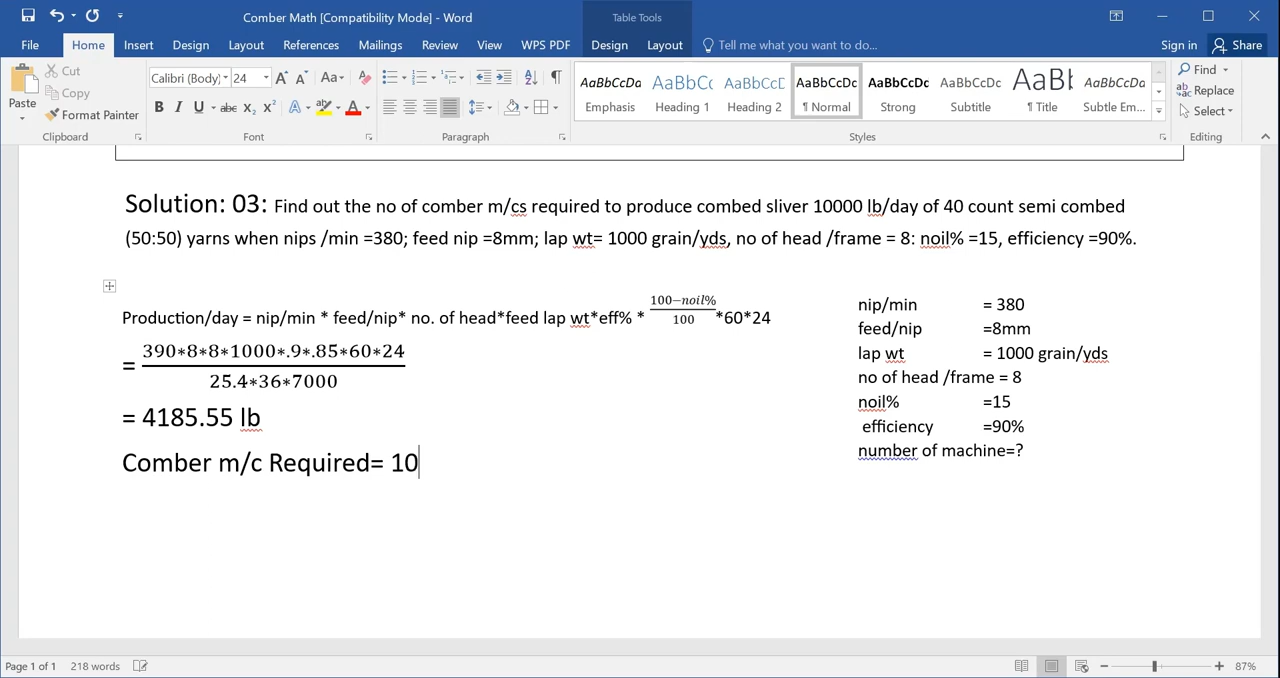 Comber Math [Compatibility Mode] - Word
Table Tools
File Home Insert Design Layout References Mailings Review View WPS PDF Design Layout Tell me what you want to do... Sign in Share
Paste Cut Copy Format Painter
Calibri (Body) 24
B I U abc X₂ X²
AaBbCcDc AaBbCc AaBbCcD AaBbCcDc AaBbCcDc AaBbCcDc AaBb AaBbCcDc
Emphasis Heading 1 Heading 2 ¶ Normal Strong Subtitle ¶ Title Subtle Em...
Find
Replace
Select
Clipboard Font Paragraph Styles Editing
Solution: 03: Find out the no of comber m/cs required to produce combed sliver 10000 lb/day of 40 count semi combed
(50:50) yarns when nips /min =380; feed nip =8mm; lap wt= 1000 grain/yds, no of head /frame = 8: noil% =15, efficiency =90%.
Production/day = nip/min * feed/nip* no. of head*feed lap wt*eff% * (100−noil%)/100 *60*24
= 390*8*8*1000*.9*.85*60*24
25.4*36*7000
= 4185.55 lb
Comber m/c Required= 10
nip/min = 380
feed/nip =8mm
lap wt = 1000 grain/yds
no of head /frame = 8
noil% =15
efficiency =90%
number of machine=?
Page 1 of 1 218 words 87%